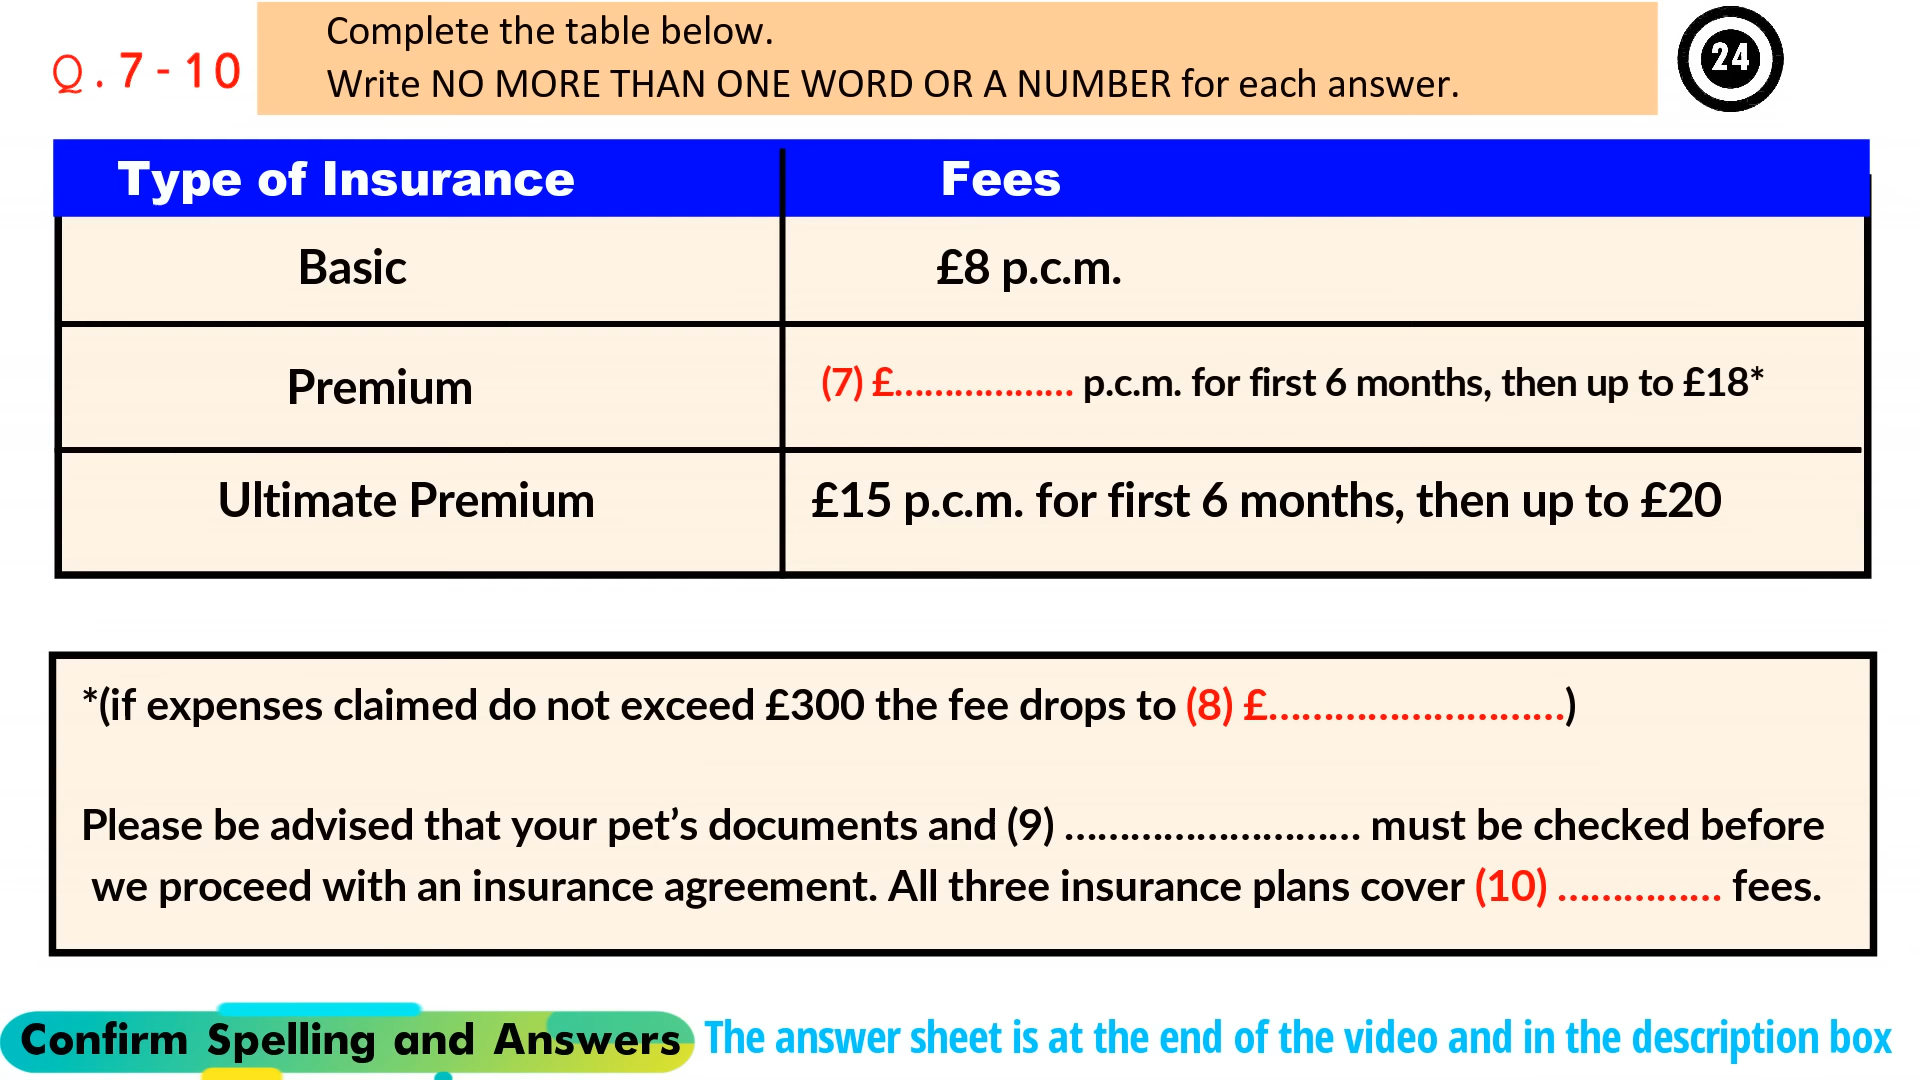 Q.7-10
Complete the table below.
Write NO MORE THAN ONE WORD OR A NUMBER for each answer.
24
Type of Insurance Fees
Basic £8 p.c.m.
Premium (7) £.................. p.c.m. for first 6 months, then up to £18*
Ultimate Premium £15 p.c.m. for first 6 months, then up to £20
*(if expenses claimed do not exceed £300 the fee drops to (8) £...........................)
Please be advised that your pet’s documents and (9) ........................... must be checked before
we proceed with an insurance agreement. All three insurance plans cover (10) ............... fees.
Confirm Spelling and Answers The answer sheet is at the end of the video and in the description box